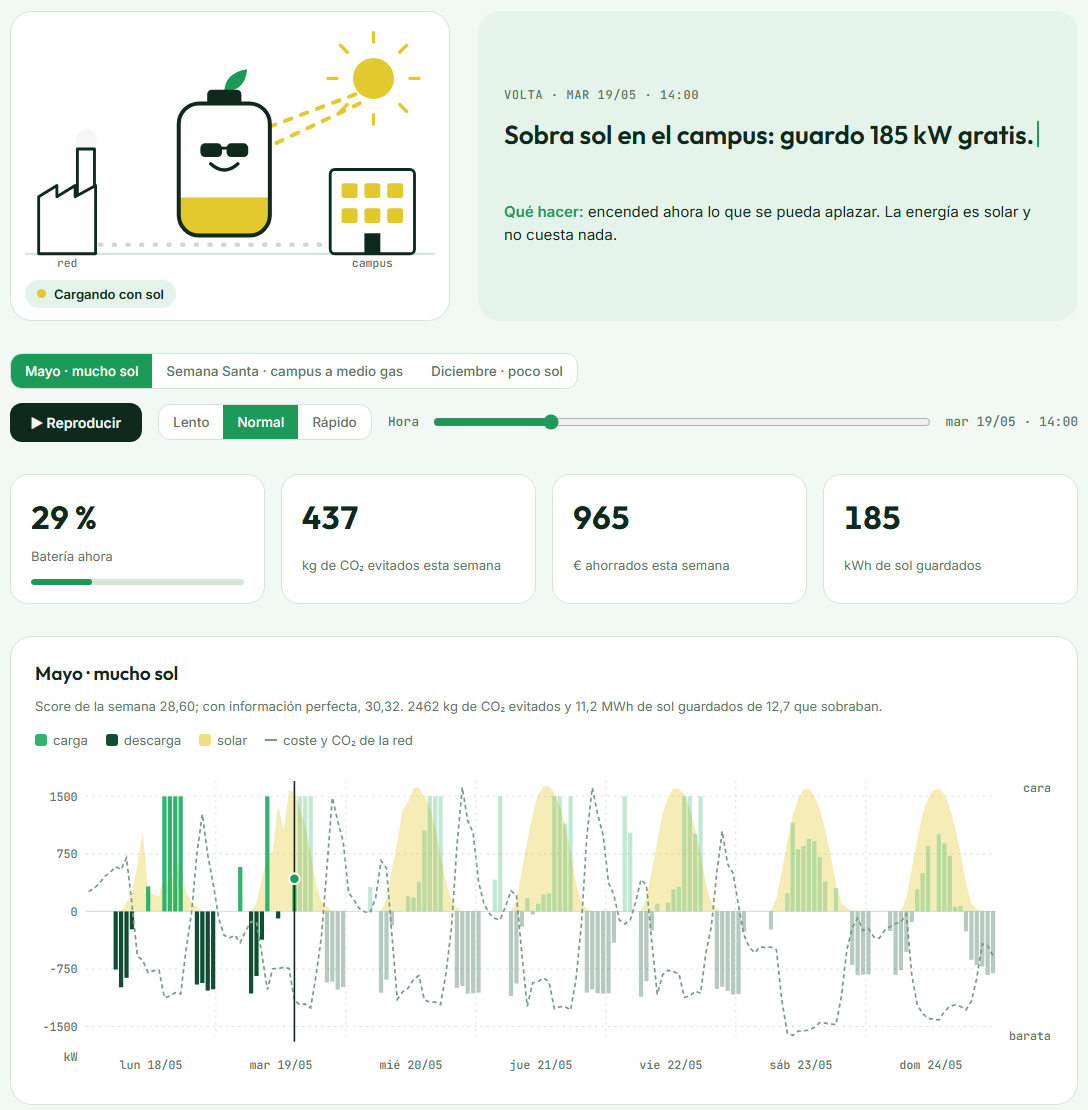 red
campus
Cargando con sol
VOLTA · MAR 19/05 · 14:00
Sobra sol en el campus: guardo 185 kW gratis.
Qué hacer: encended ahora lo que se pueda aplazar. La energía es solar y
no cuesta nada.
Mayo · mucho sol
Semana Santa · campus a medio gas
Diciembre · poco sol
▶ Reproducir
Lento
Normal
Rápido
Hora
mar 19/05 · 14:00
29 %
Batería ahora
437
kg de CO₂ evitados esta semana
965
€ ahorrados esta semana
185
kWh de sol guardados
Mayo · mucho sol
Score de la semana 28,60; con información perfecta, 30,32. 2462 kg de CO₂ evitados y 11,2 MWh de sol guardados de 12,7 que sobraban.
carga
descarga
solar
coste y CO₂ de la red
1500
750
0
-750
-1500
kW
cara
barata
lun 18/05
mar 19/05
mié 20/05
jue 21/05
vie 22/05
sáb 23/05
dom 24/05